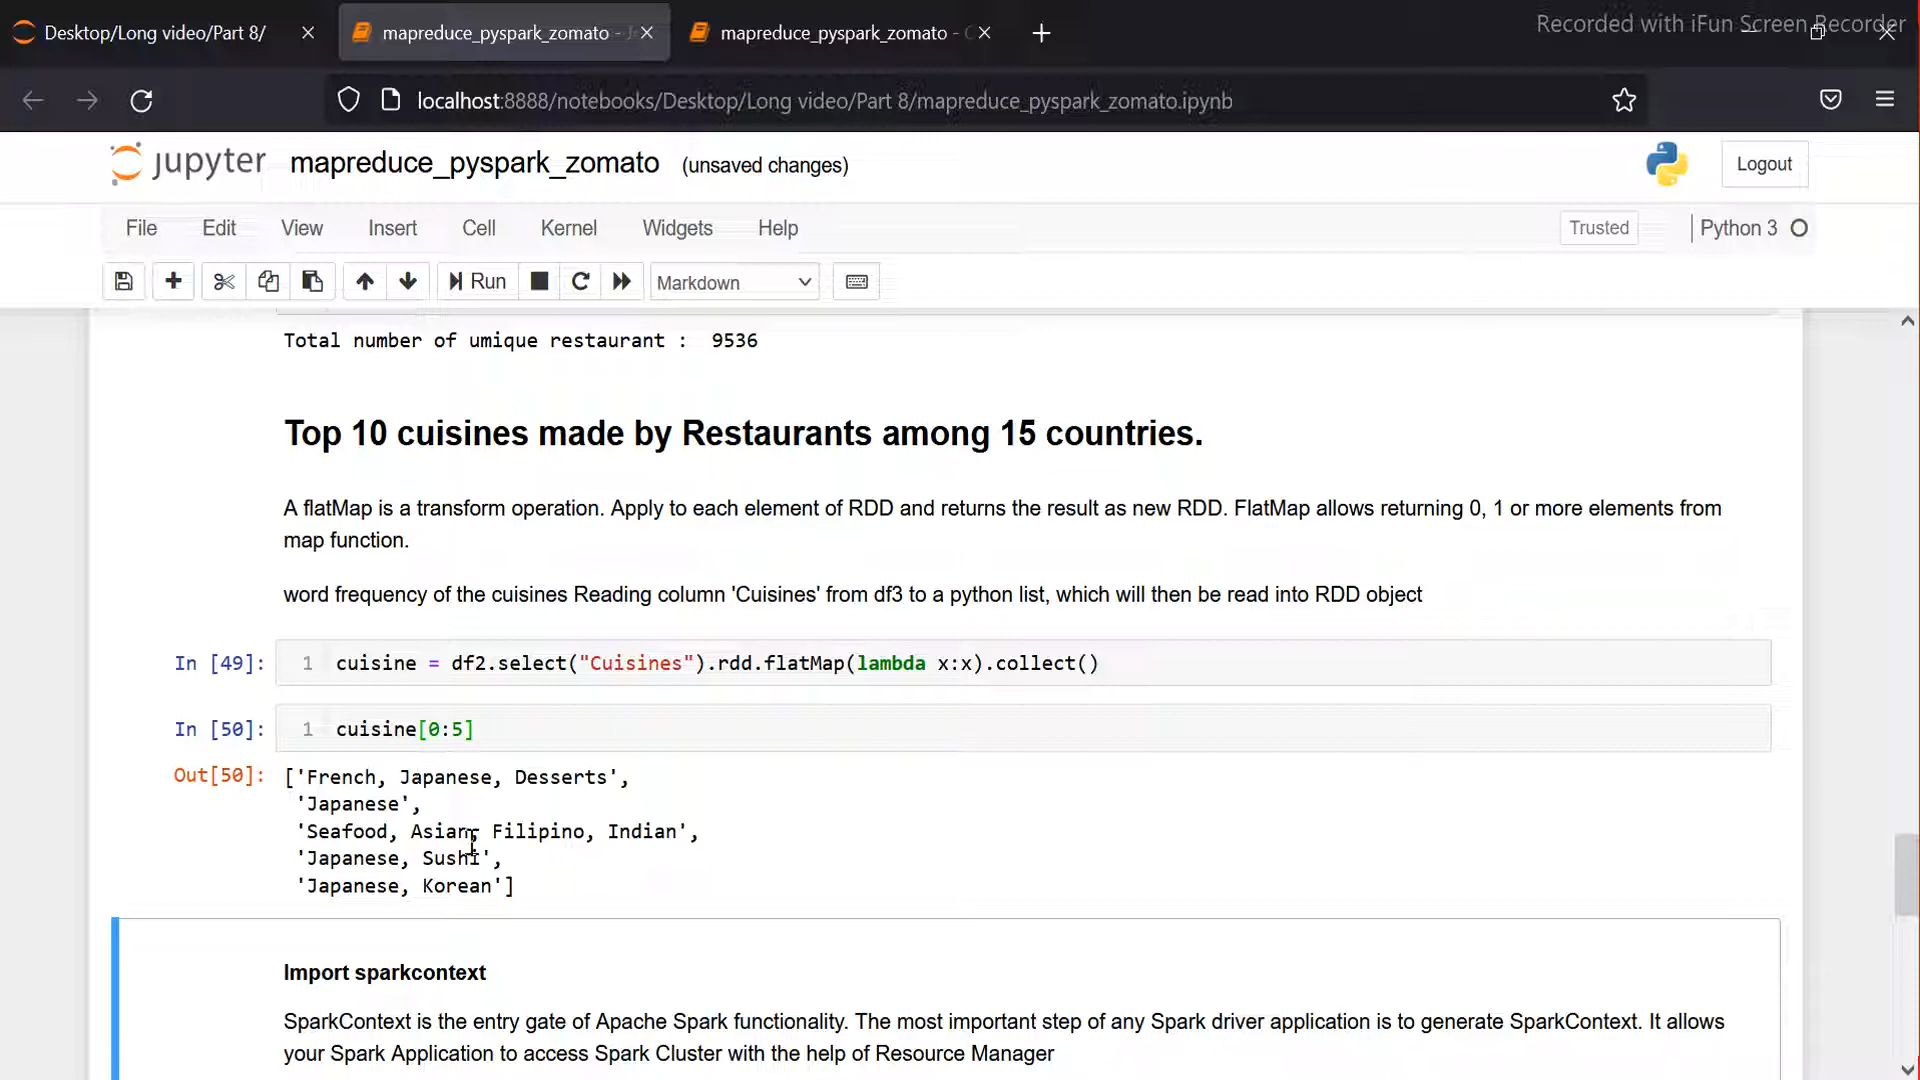 Recorded with iFun Screen Recorder
Desktop/Long video/Part 8/
mapreduce_pyspark_zomato - Je
mapreduce_pyspark_zomato - C
localhost:8888/notebooks/Desktop/Long video/Part 8/mapreduce_pyspark_zomato.ipynb
jupyter mapreduce_pyspark_zomato (unsaved changes)
Logout
File Edit View Insert Cell Kernel Widgets Help
Trusted
Python 3
Run
Markdown
Total number of umique restaurant : 9536
Top 10 cuisines made by Restaurants among 15 countries.
A flatMap is a transform operation. Apply to each element of RDD and returns the result as new RDD. FlatMap allows returning 0, 1 or more elements from
map function.
word frequency of the cuisines Reading column 'Cuisines' from df3 to a python list, which will then be read into RDD object
In [49]: 1 cuisine = df2.select("Cuisines").rdd.flatMap(lambda x:x).collect()
In [50]: 1 cuisine[0:5]
Out[50]: ['French, Japanese, Desserts',
'Japanese',
'Seafood, Asian, Filipino, Indian',
'Japanese, Sushi',
'Japanese, Korean']
Import sparkcontext
SparkContext is the entry gate of Apache Spark functionality. The most important step of any Spark driver application is to generate SparkContext. It allows
your Spark Application to access Spark Cluster with the help of Resource Manager